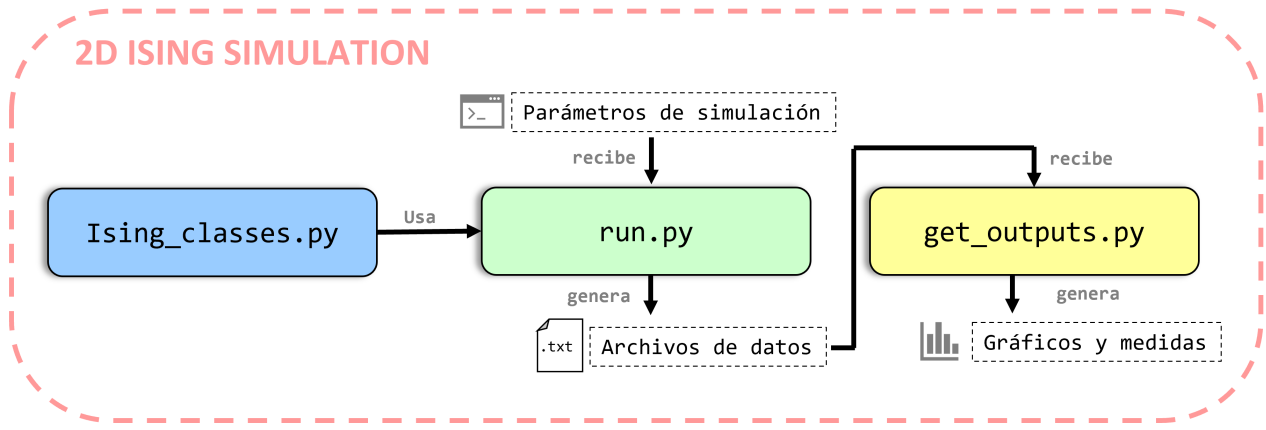 2D ISING SIMULATION
>_
Parámetros de simulación
recibe
recibe
Ising_classes.py
Usa
run.py
get_outputs.py
genera
genera
.txt
Archivos de datos
Gráficos y medidas